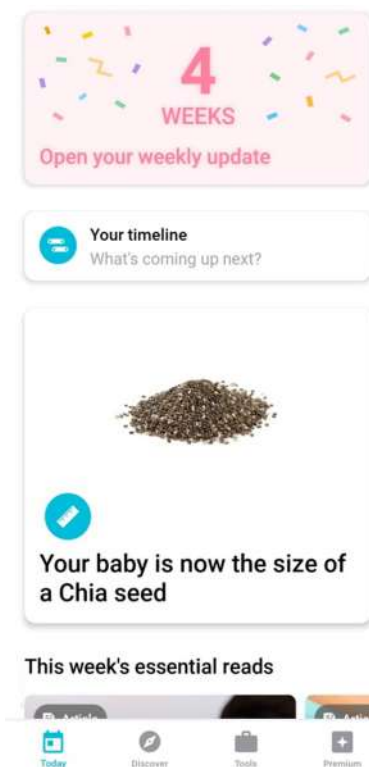 4
WEEKS
Open your weekly update
Your timeline
What's coming up next?
Your baby is now the size of
a Chia seed
This week's essential reads
Article
Today
Discover
Tools
Premium